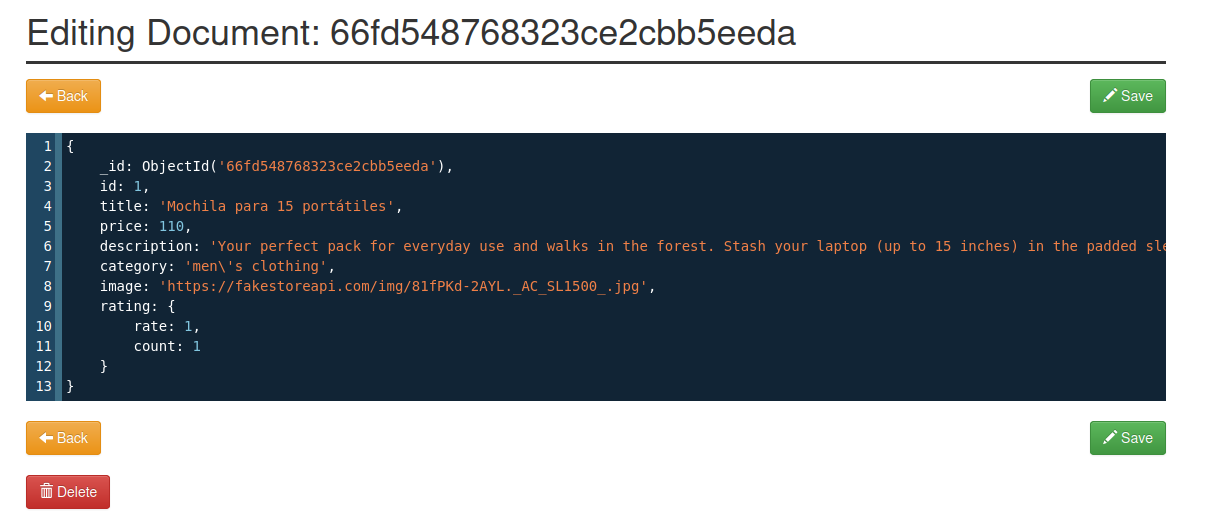 Editing Document: 66fd548768323ce2cbb5eeda
Back
Save
1 {
2 _id: ObjectId('66fd548768323ce2cbb5eeda'),
3 id: 1,
4 title: 'Mochila para 15 portátiles',
5 price: 110,
6 description: 'Your perfect pack for everyday use and walks in the forest. Stash your laptop (up to 15 inches) in the padded
7 category: 'men\'s clothing',
8 image: 'https://fakestoreapi.com/img/81fPKd-2AYL._AC_SL1500_.jpg',
9 rating: {
10 rate: 1,
11 count: 1
12 }
13 }
Back
Save
Delete